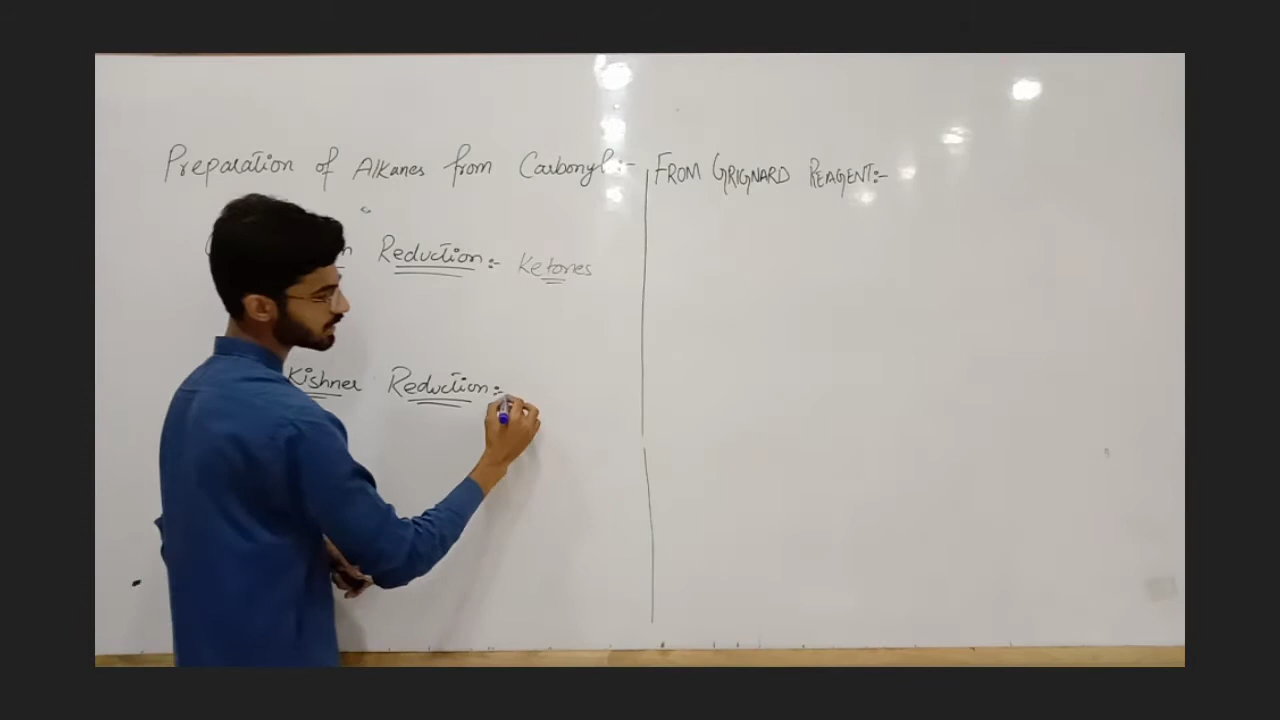 Preparation of Alkanes from Carbonyl:-
Reduction:- Ketones
Kishner Reduction:-
FROM GRIGNARD REAGENT:-